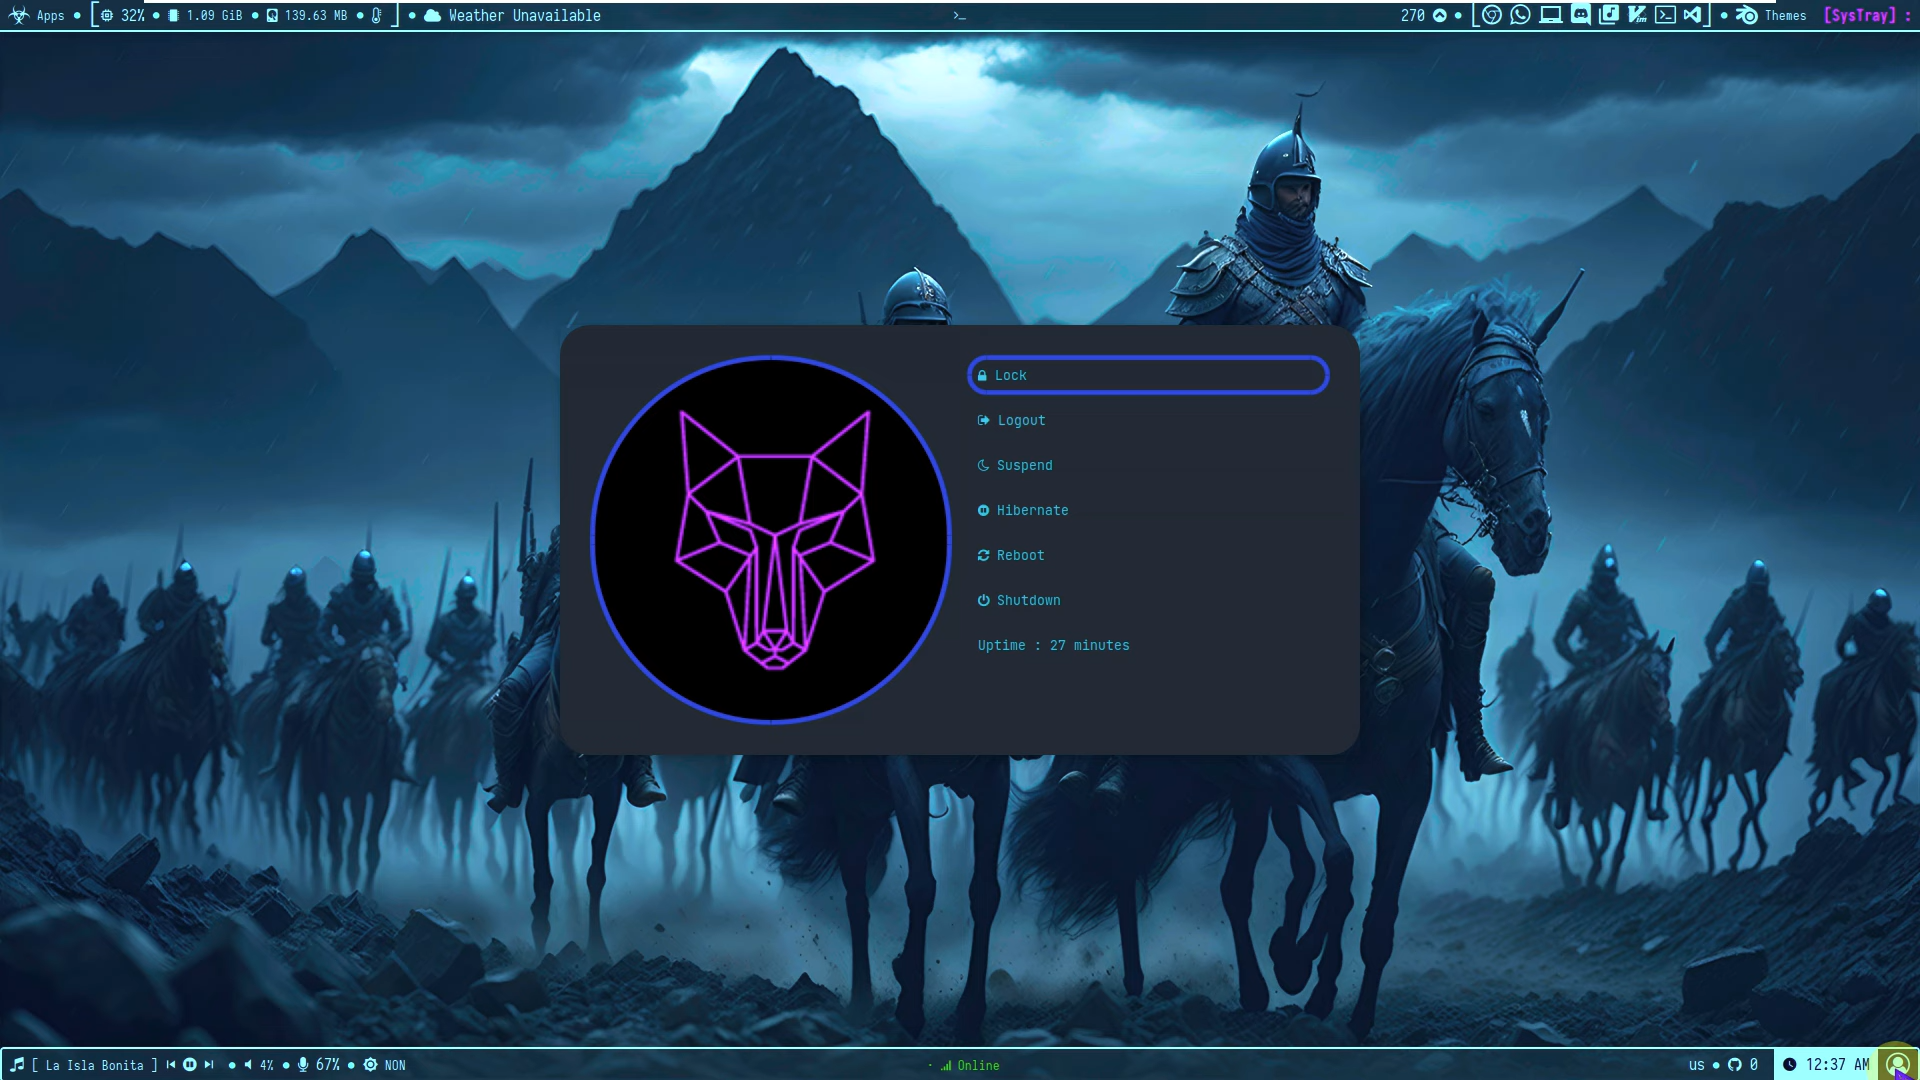 Apps ● [ 32% ● 1.09 GiB ● 139.63 MB ● ] ● Weather Unavailable >_ 270 ● [ ] ● Themes [SysTray] :
Lock
Logout
Suspend
Hibernate
Reboot
Shutdown
Uptime : 27 minutes
[ La Isla Bonita ] ● 4% ● 67% ● NON · Online us ● 0 12:37 AM